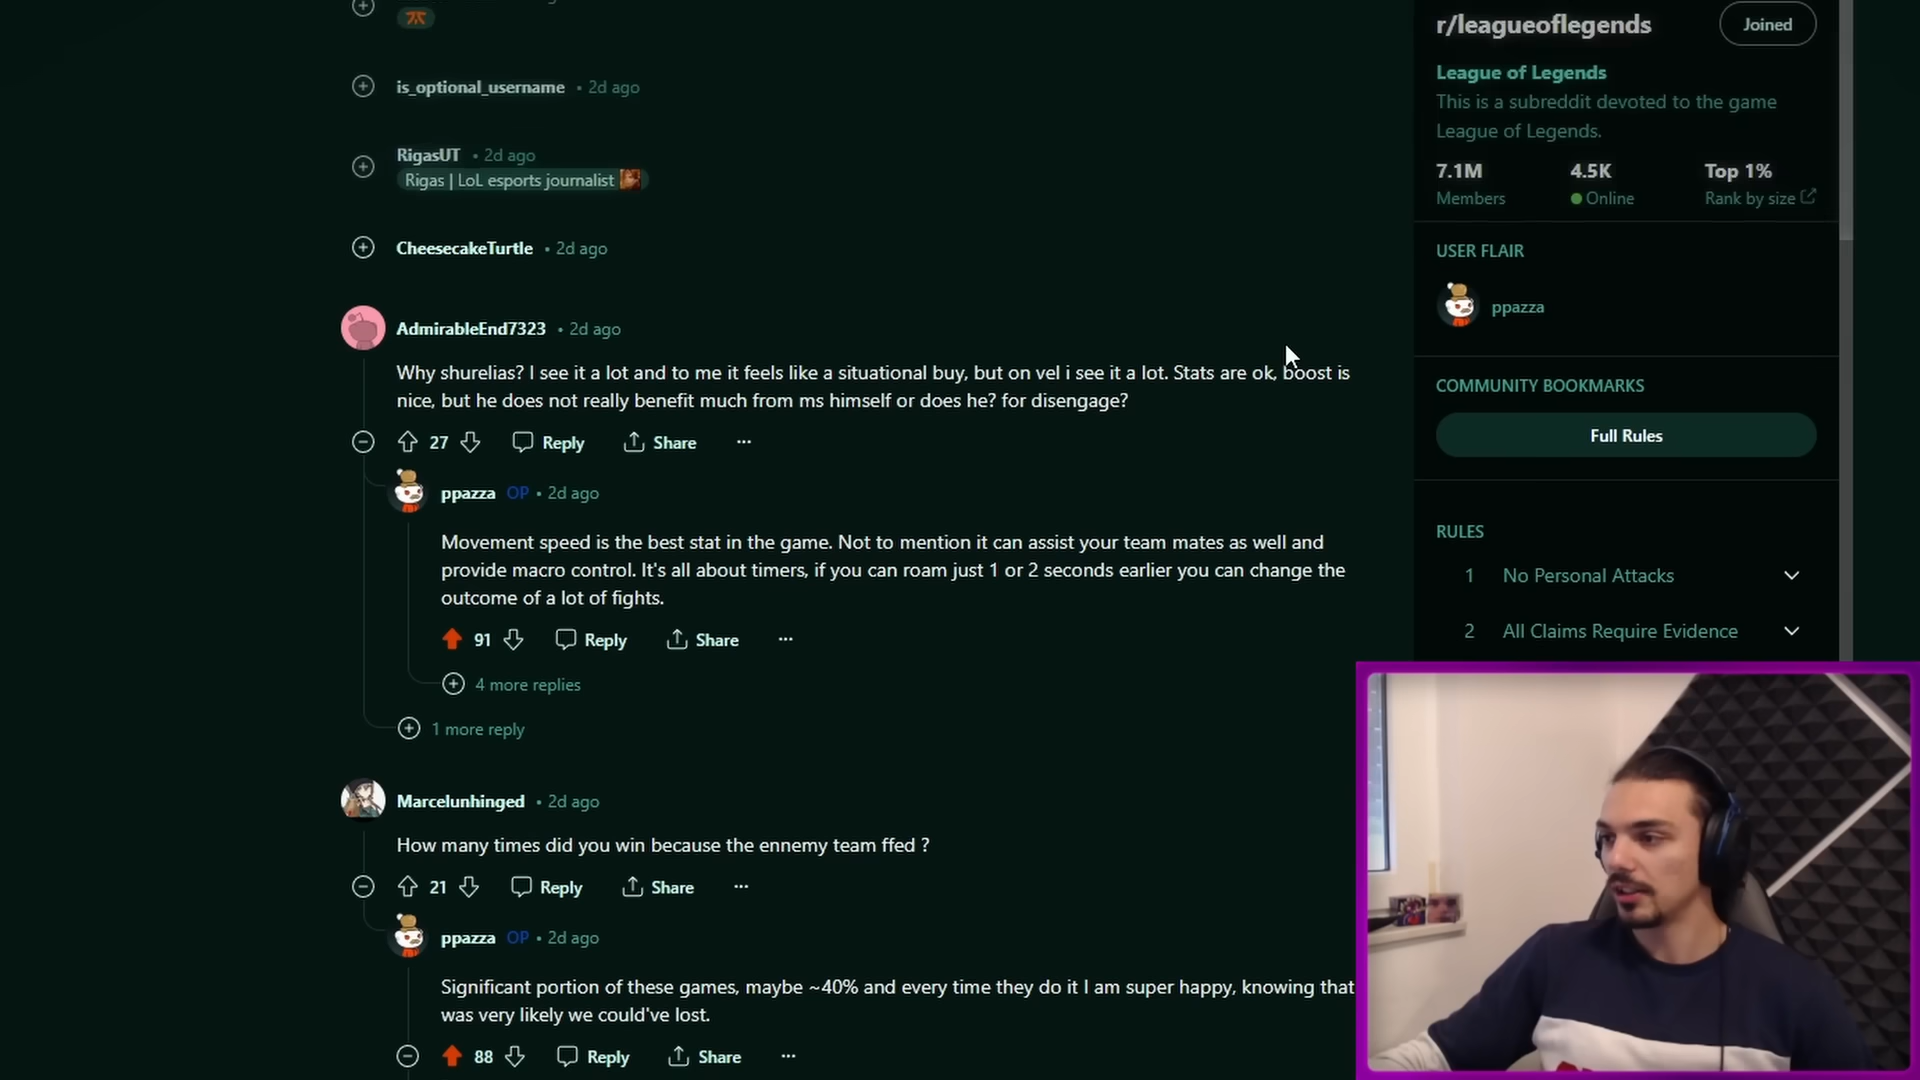 is_optional_username • 2d ago
RigasUT • 2d ago
Rigas | LoL esports journalist
CheesecakeTurtle • 2d ago
AdmirableEnd7323 • 2d ago
Why shurelias? I see it a lot and to me it feels like a situational buy, but on vel i see it a lot. Stats are ok, boost is
nice, but he does not really benefit much from ms himself or does he? for disengage?
27 Reply Share ...
ppazza OP • 2d ago
Movement speed is the best stat in the game. Not to mention it can assist your team mates as well and
provide macro control. It's all about timers, if you can roam just 1 or 2 seconds earlier you can change the
outcome of a lot of fights.
91 Reply Share ...
4 more replies
1 more reply
Marcelunhinged • 2d ago
How many times did you win because the ennemy team ffed ?
21 Reply Share ...
ppazza OP • 2d ago
Significant portion of these games, maybe ~40% and every time they do it I am super happy, knowing that
was very likely we could've lost.
88 Reply Share ...
r/leagueoflegends
Joined
League of Legends
This is a subreddit devoted to the game
League of Legends.
7.1M 4.5K Top 1%
Members Online Rank by size
USER FLAIR
ppazza
COMMUNITY BOOKMARKS
Full Rules
RULES
1 No Personal Attacks
2 All Claims Require Evidence